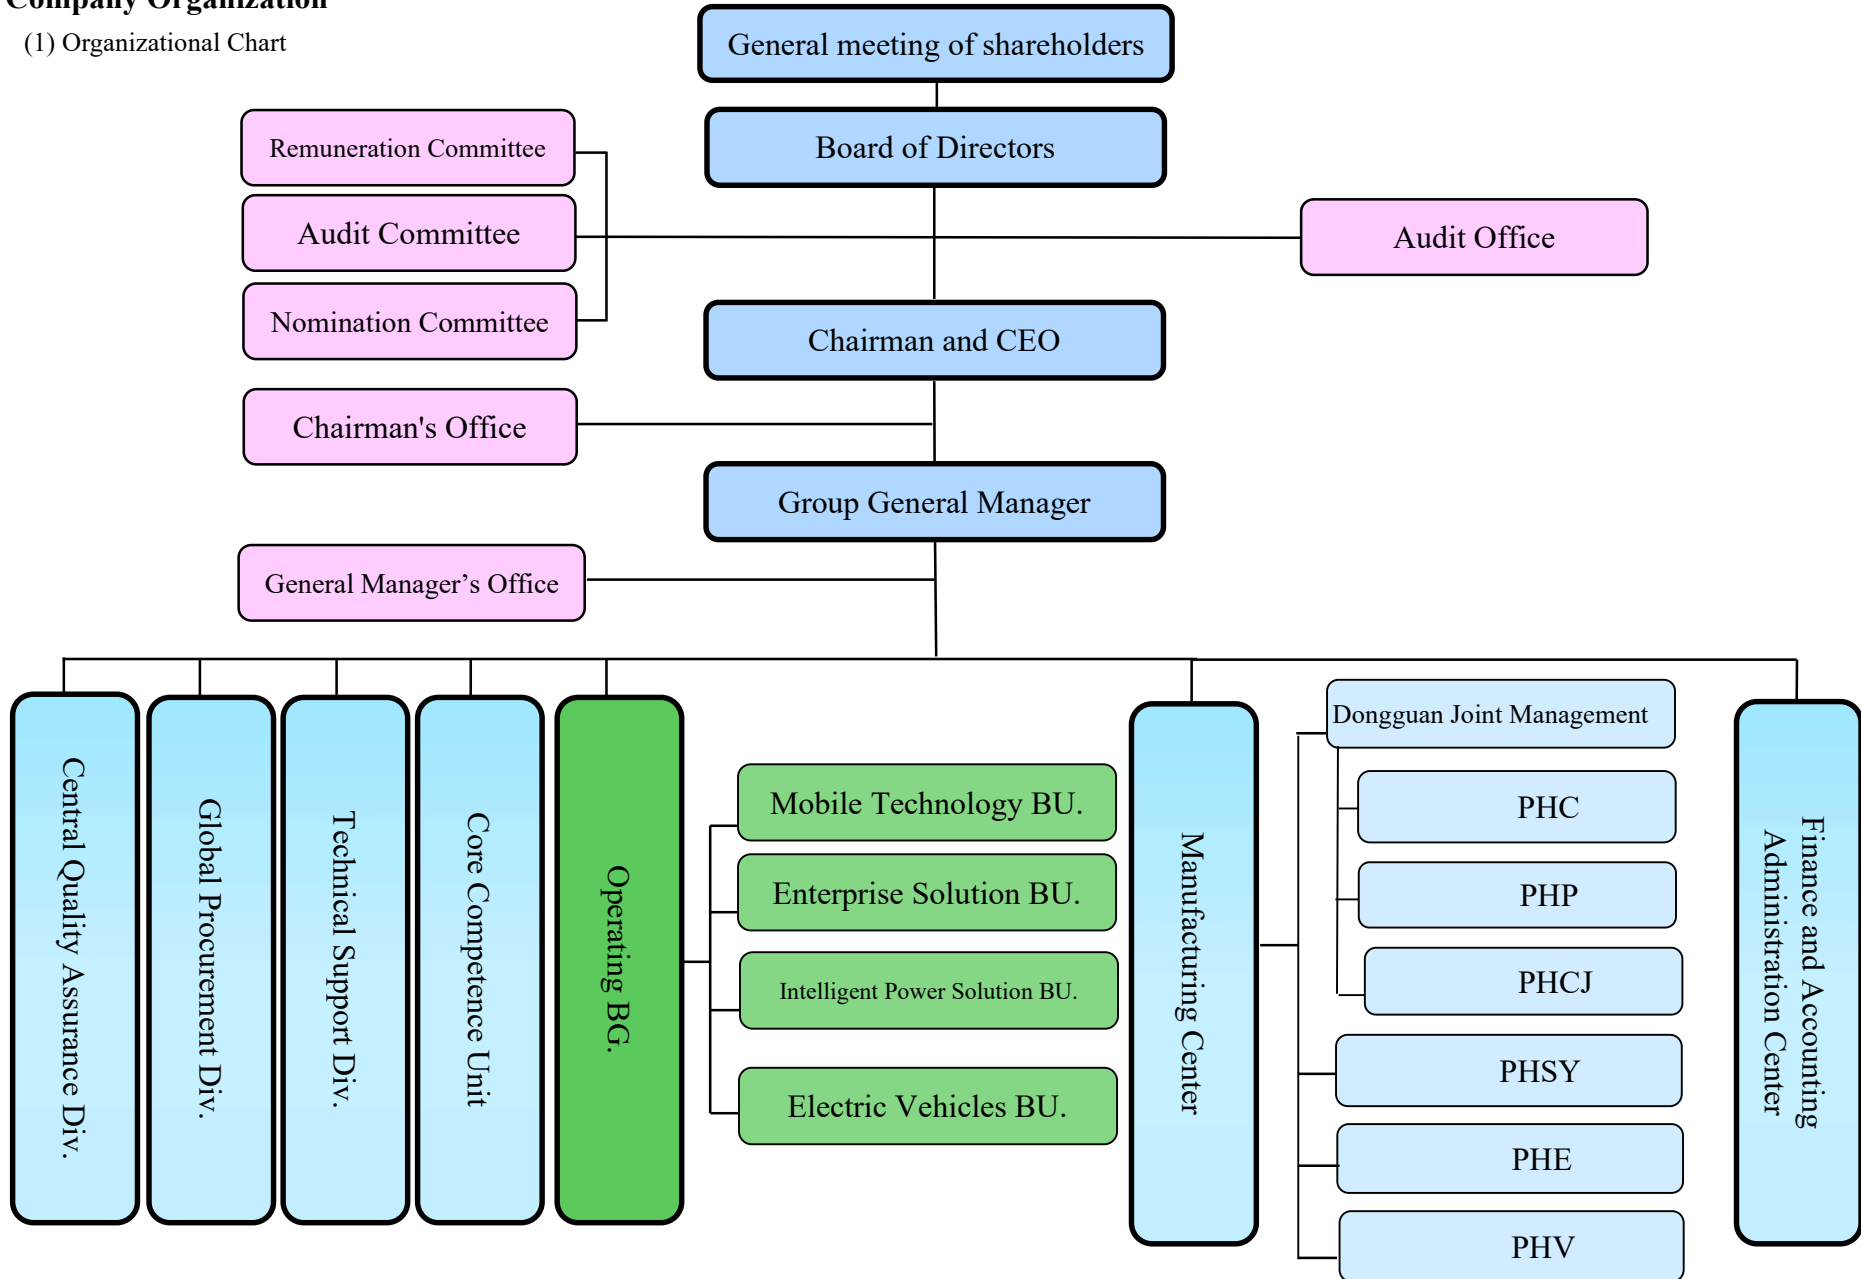 Company Organization
(1) Organizational Chart
General meeting of shareholders
Board of Directors
Remuneration Committee
Audit Committee
Nomination Committee
Audit Office
Chairman and CEO
Chairman's Office
Group General Manager
General Manager’s Office
Central Quality Assurance Div.
Global Procurement Div.
Technical Support Div.
Core Competence Unit
Operating BG.
Mobile Technology BU.
Enterprise Solution BU.
Intelligent Power Solution BU.
Electric Vehicles BU.
Manufacturing Center
Dongguan Joint Management
PHC
PHP
PHCJ
PHSY
PHE
PHV
Finance and Accounting
Administration Center